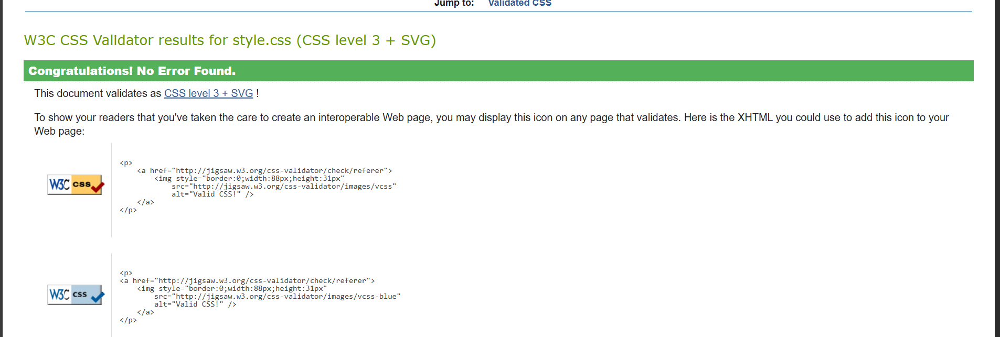 Jump to: Validated CSS
W3C CSS Validator results for style.css (CSS level 3 + SVG)
Congratulations! No Error Found.
This document validates as CSS level 3 + SVG !
To show your readers that you've taken the care to create an interoperable Web page, you may display this icon on any page that validates. Here is the XHTML you could use to add this icon to your
Web page:
W3C css
<p>
<a href="http://jigsaw.w3.org/css-validator/check/referer">
<img style="border:0;width:88px;height:31px"
src="http://jigsaw.w3.org/css-validator/images/vcss"
alt="Valid CSS!" />
</a>
</p>
W3C css
<p>
<a href="http://jigsaw.w3.org/css-validator/check/referer">
<img style="border:0;width:88px;height:31px"
src="http://jigsaw.w3.org/css-validator/images/vcss-blue"
alt="Valid CSS!" />
</a>
</p>